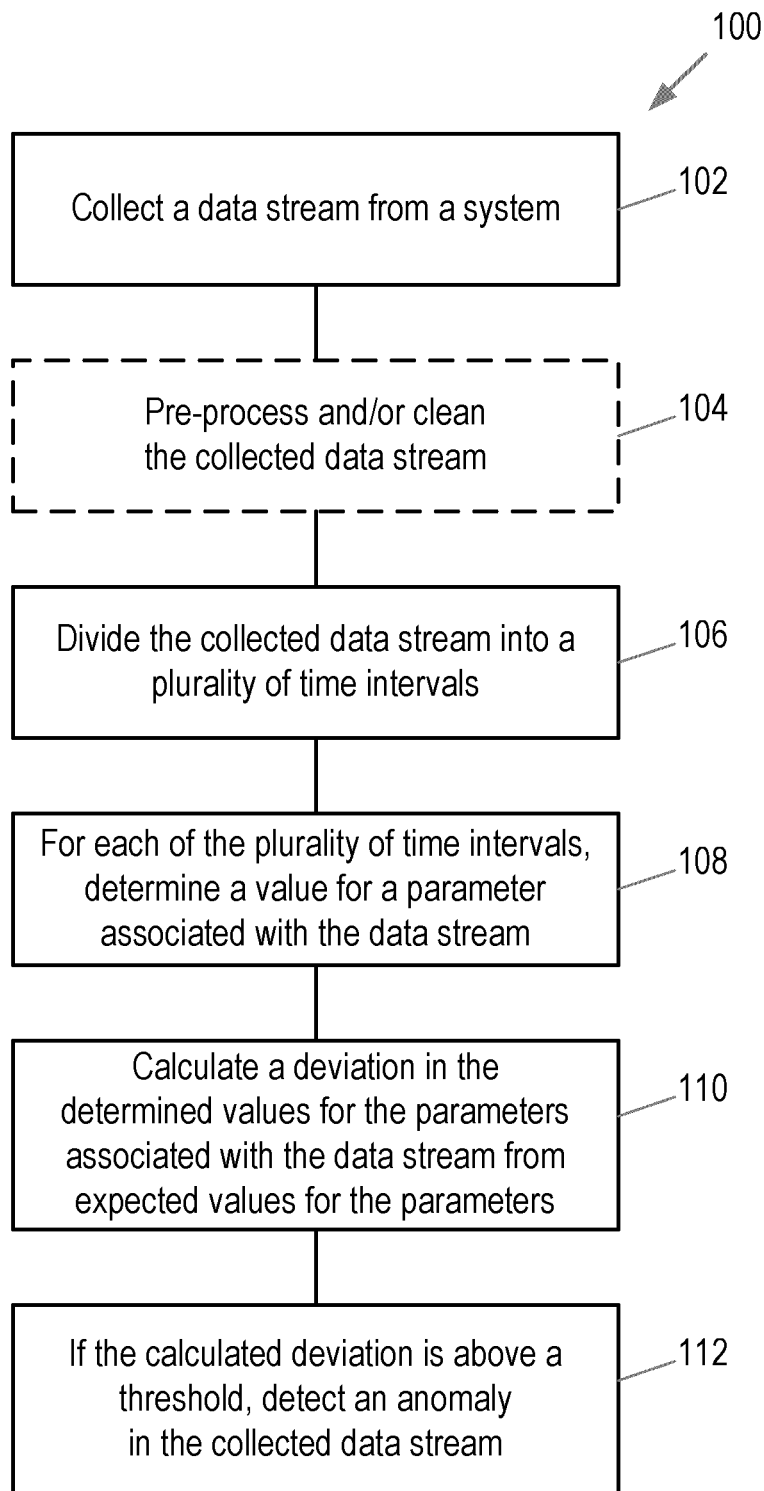 100
Collect a data stream from a system
102
Pre-process and/or clean
the collected data stream
104
Divide the collected data stream into a
plurality of time intervals
106
For each of the plurality of time intervals,
determine a value for a parameter
associated with the data stream
108
Calculate a deviation in the
determined values for the parameters
associated with the data stream from
expected values for the parameters
110
If the calculated deviation is above a
threshold, detect an anomaly
in the collected data stream
112